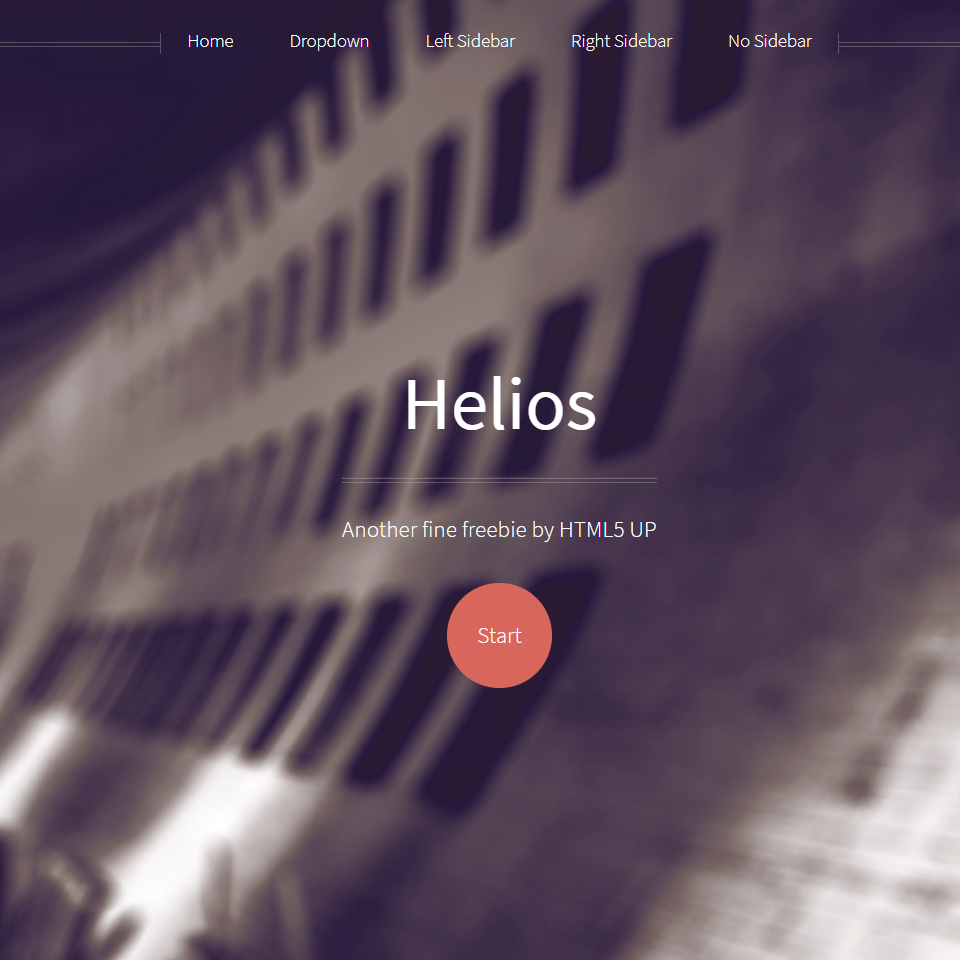 Home Dropdown Left Sidebar Right Sidebar No Sidebar
Helios
Another fine freebie by HTML5 UP
Start